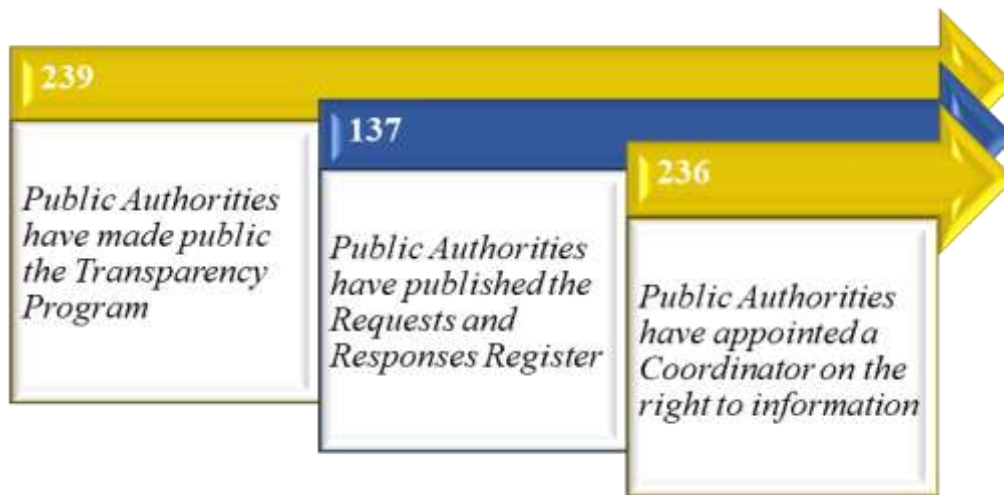 239
Public Authorities
have made public
the Transparency
Program
137
Public Authorities
have published the
Requests and
Responses Register
236
Public Authorities
have appointed a
Coordinator on the
right to information